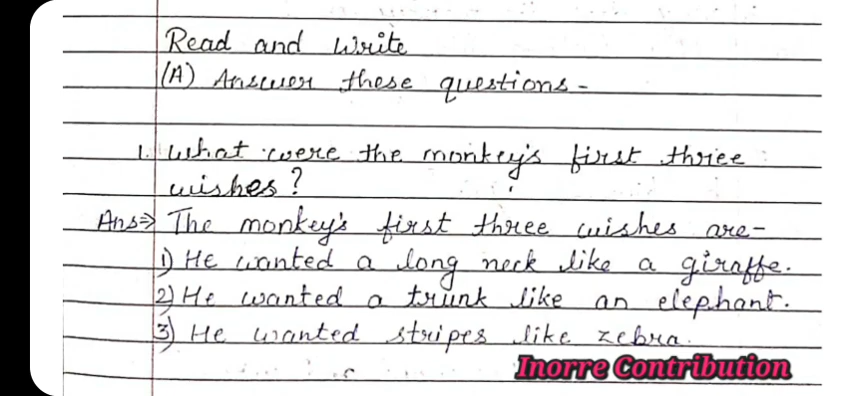 Read and Write
(A) Answer these questions-
1. What were the monkey's first three
wishes?
Ans⇒ The monkey's first three wishes are-
1) He wanted a long neck like a giraffe.
2) He wanted a trunk like an elephant.
3) He wanted stripes like zebra.
Inorre Contribution